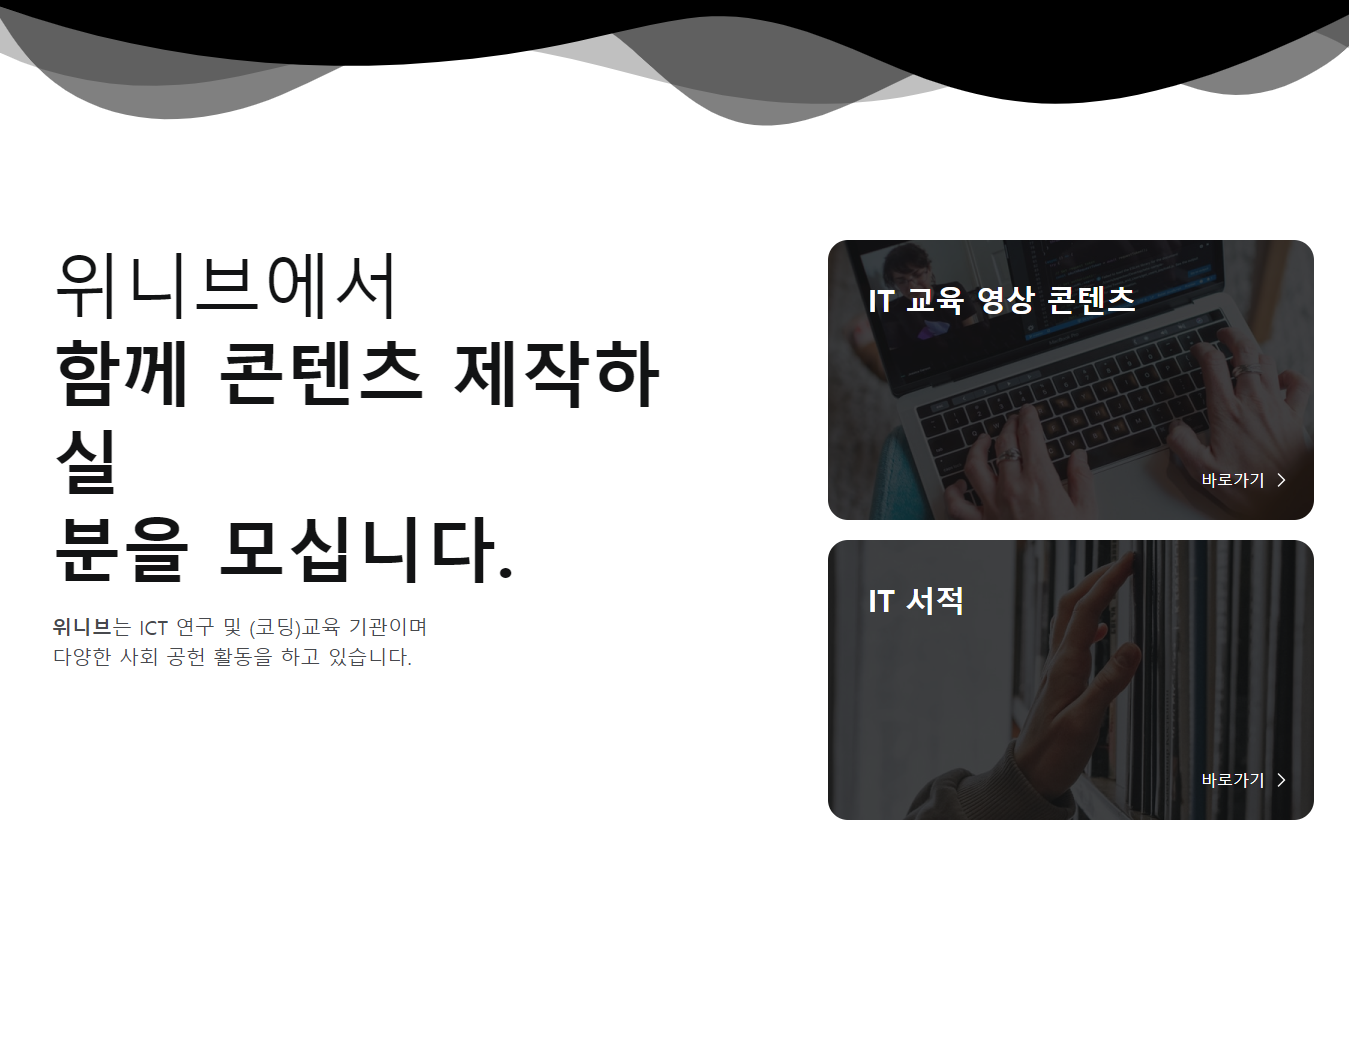 위니브에서
함께 콘텐츠 제작하
실
분을 모십니다.
위니브는 ICT 연구 및 (코딩)교육 기관이며
다양한 사회 공헌 활동을 하고 있습니다.
IT 교육 영상 콘텐츠
바로가기
IT 서적
바로가기